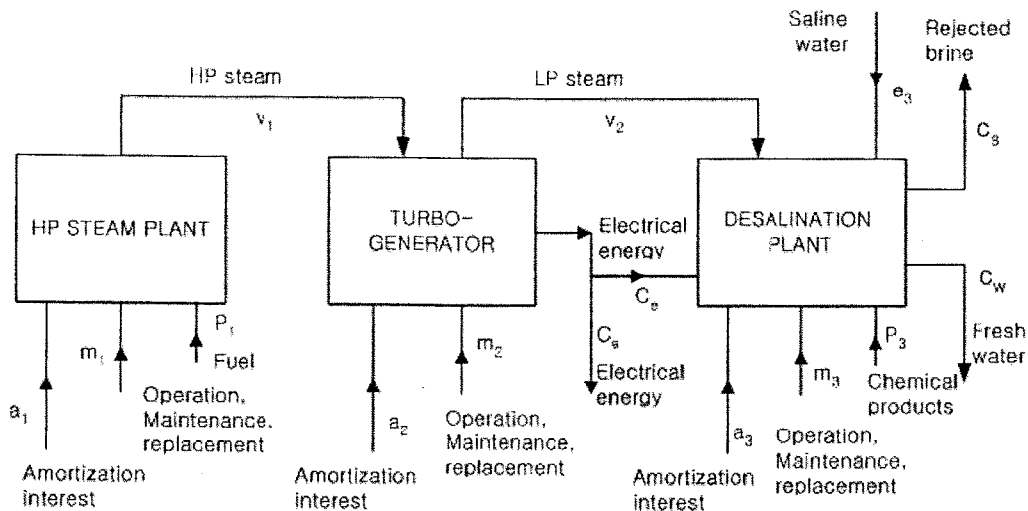 Saline
water
Rejected
brine
HP steam
v₁
LP steam
v₂
e₃
C₈
HP STEAM PLANT
TURBO-
GENERATOR
DESALINATION
PLANT
Electrical
energy
Cₑ
C_w
Fresh
water
a₁
m₁
P₁
Fuel
Operation,
Maintenance,
replacement
Amortization
interest
a₂
m₂
Operation,
Maintenance,
replacement
Amortization
interest
Electrical
energy
a₃
m₃
P₃
Chemical
products
Operation,
Maintenance,
replacement
Amortization
interest